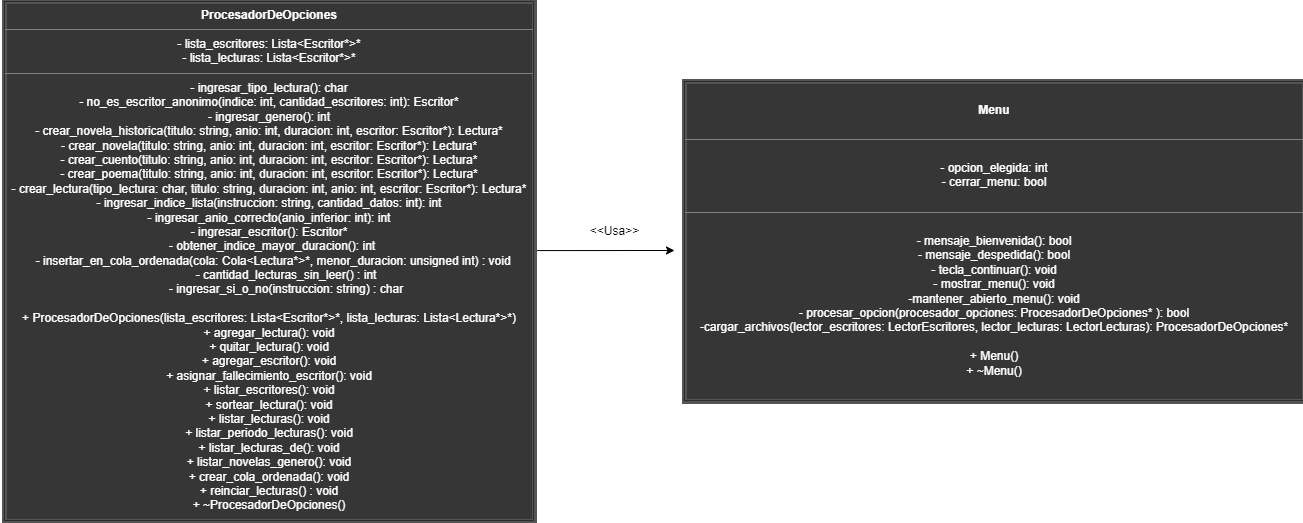 ProcesadorDeOpciones
- lista_escritores: Lista<Escritor*>*
- lista_lecturas: Lista<Escritor*>*
- ingresar_tipo_lectura(): char
- no_es_escritor_anonimo(indice: int, cantidad_escritores: int): Escritor*
- ingresar_genero(): int
- crear_novela_historica(titulo: string, anio: int, duracion: int, escritor: Escritor*): Lectura*
- crear_novela(titulo: string, anio: int, duracion: int, escritor: Escritor*): Lectura*
- crear_cuento(titulo: string, anio: int, duracion: int, escritor: Escritor*): Lectura*
- crear_poema(titulo: string, anio: int, duracion: int, escritor: Escritor*): Lectura*
- crear_lectura(tipo_lectura: char, titulo: string, duracion: int, anio: int, escritor: Escritor*): Lectura*
- ingresar_indice_lista(instruccion: string, cantidad_datos: int): int
- ingresar_anio_correcto(anio_inferior: int): int
- ingresar_escritor(): Escritor*
- obtener_indice_mayor_duracion(): int
- insertar_en_cola_ordenada(cola: Cola<Lectura*>*, menor_duracion: unsigned int) : void
- cantidad_lecturas_sin_leer() : int
- ingresar_si_o_no(instruccion: string) : char
+ ProcesadorDeOpciones(lista_escritores: Lista<Escritor*>*, lista_lecturas: Lista<Lectura*>*)
+ agregar_lectura(): void
+ quitar_lectura(): void
+ agregar_escritor(): void
+ asignar_fallecimiento_escritor(): void
+ listar_escritores(): void
+ sortear_lectura(): void
+ listar_lecturas(): void
+ listar_periodo_lecturas(): void
+ listar_lecturas_de(): void
+ listar_novelas_genero(): void
+ crear_cola_ordenada(): void
+ reinciar_lecturas() : void
+ ~ProcesadorDeOpciones()
<<Usa>>
Menu
- opcion_elegida: int
- cerrar_menu: bool
- mensaje_bienvenida(): bool
- mensaje_despedida(): bool
- tecla_continuar(): void
- mostrar_menu(): void
-mantener_abierto_menu(): void
- procesar_opcion(procesador_opciones: ProcesadorDeOpciones* ): bool
-cargar_archivos(lector_escritores: LectorEscritores, lector_lecturas: LectorLecturas): ProcesadorDeOpciones*
+ Menu()
+ ~Menu()